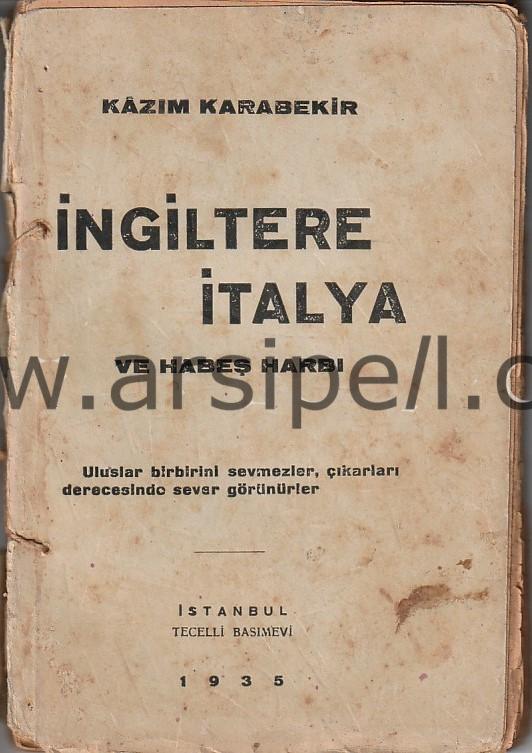 KÂZIM KARABEKİR
İNGİLTERE
İTALYA
VE HABEŞ HARBI
w.arsipel.c
Uluslar birbirini sevmezler, çıkarları
derecesinde sever görünürler
İSTANBUL
TECELLİ BASIMEVİ
1935